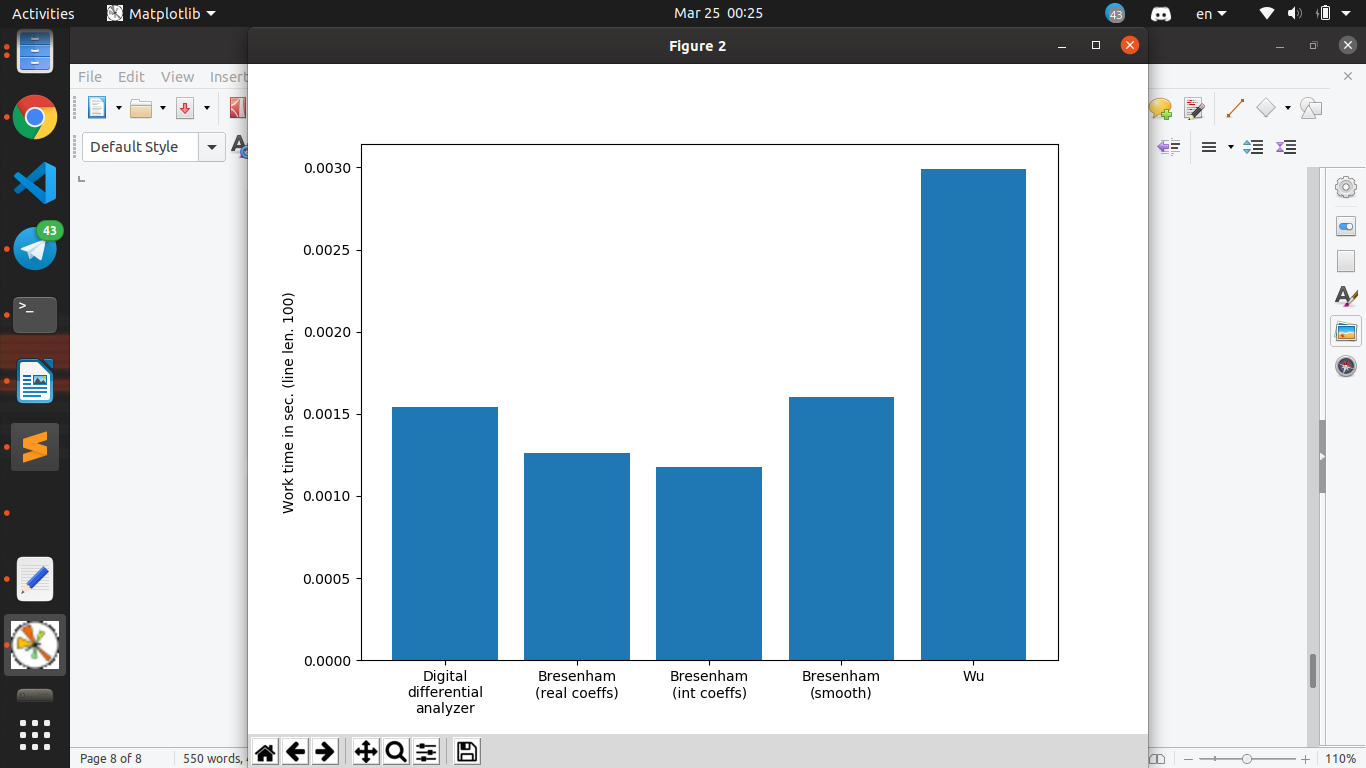 Activities
Matplotlib
Mar 25 00:25
43
en
Figure 2
File Edit View Insert
Default Style
43
0.0030
0.0025
0.0020
0.0015
0.0010
0.0005
0.0000
Work time in sec. (line len. 100)
Digital
differential
analyzer
Bresenham
(real coeffs)
Bresenham
(int coeffs)
Bresenham
(smooth)
Wu
Page 8 of 8
550 words,
110%